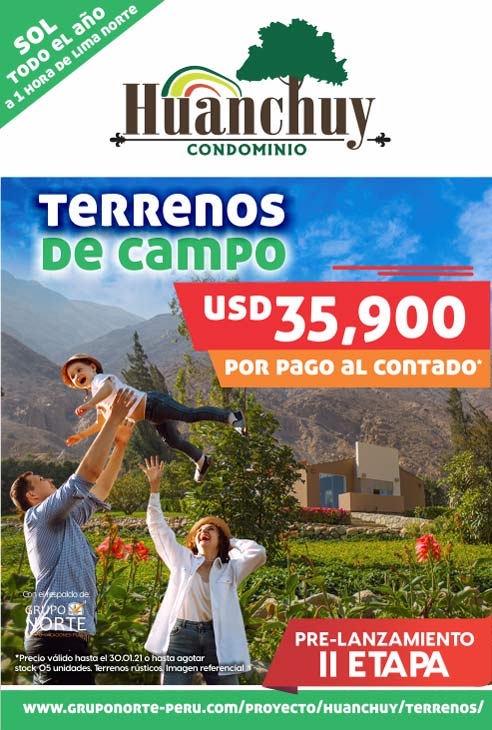 SOL
TODO EL AÑO
A 1 HORA DE LIMA NORTE
Huanchuy
CONDOMINIO
TERRENOS
DE CAMPO
USD 35,900
POR PAGO AL CONTADO*
Con el respaldo de:
GRUPO
NORTE
PRE-LANZAMIENTO
II ETAPA
*Precio válido hasta el 30.01.21 o hasta agotar
stock 05 unidades. Terrenos rústicos. Imagen referencial
www.gruponorte-peru.com/proyecto/huanchuy/terrenos/